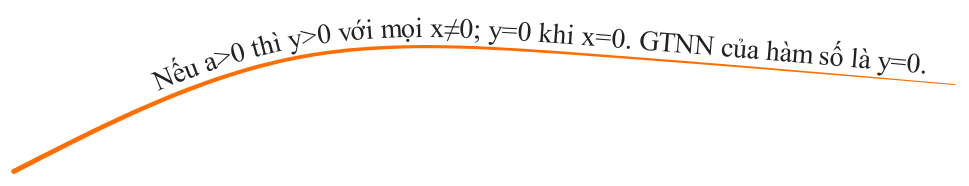 Nếu a>0 thì y>0 với mọi x≠0; y=0 khi x=0. GTNN của hàm số là y=0.